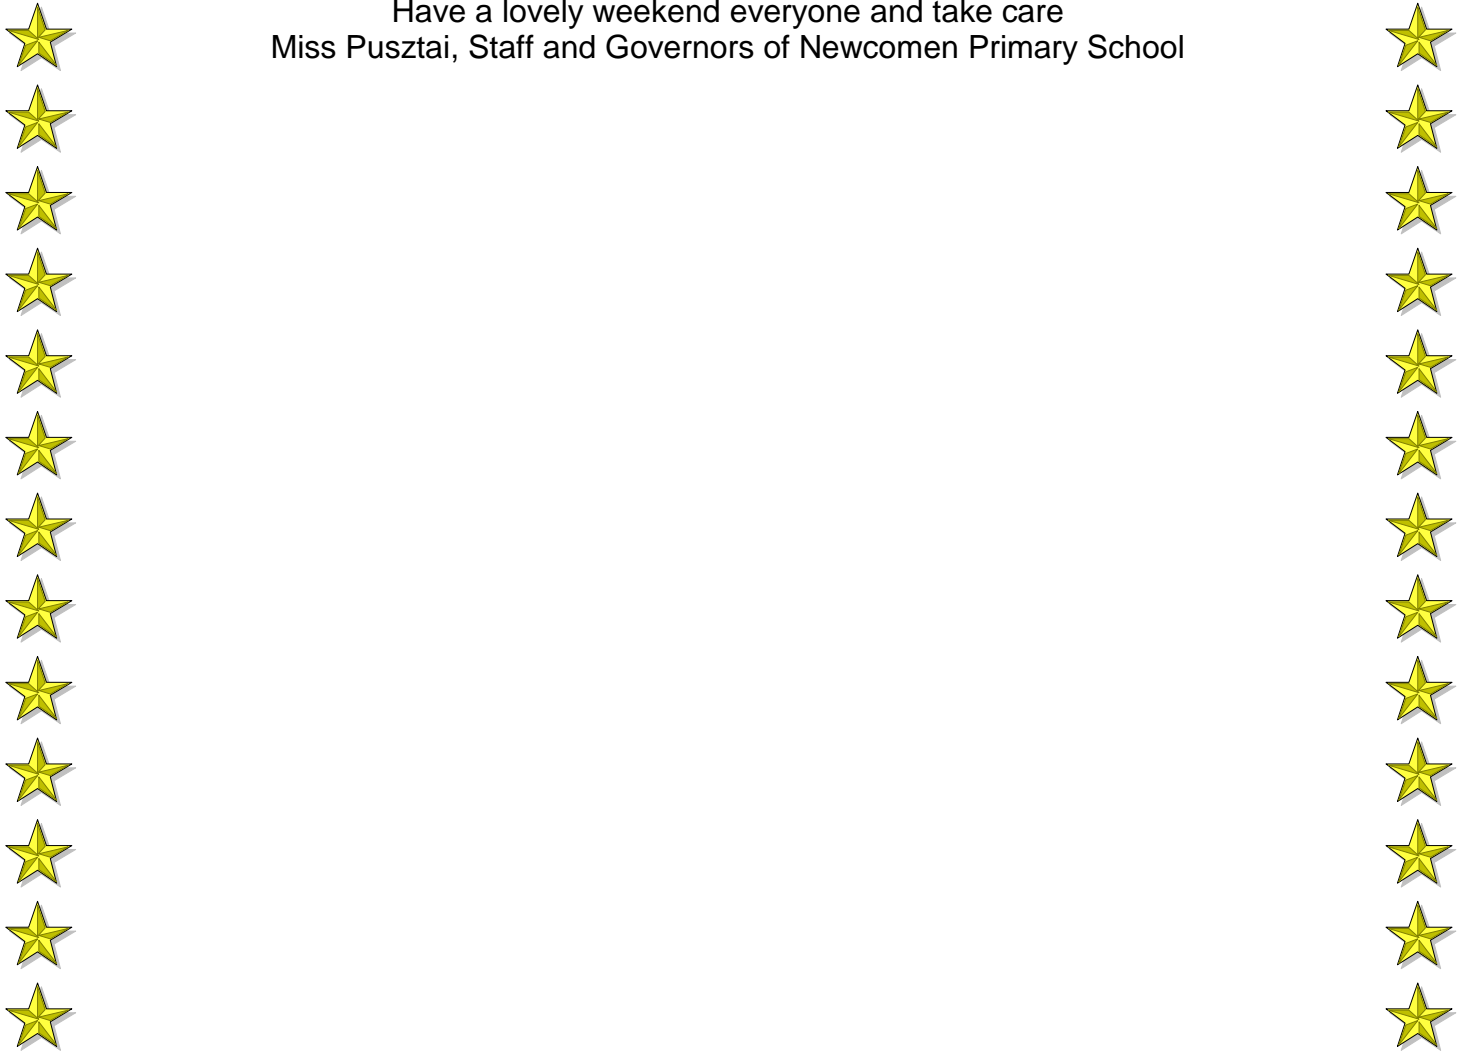 Have a lovely weekend everyone and take care
Miss Pusztai, Staff and Governors of Newcomen Primary School